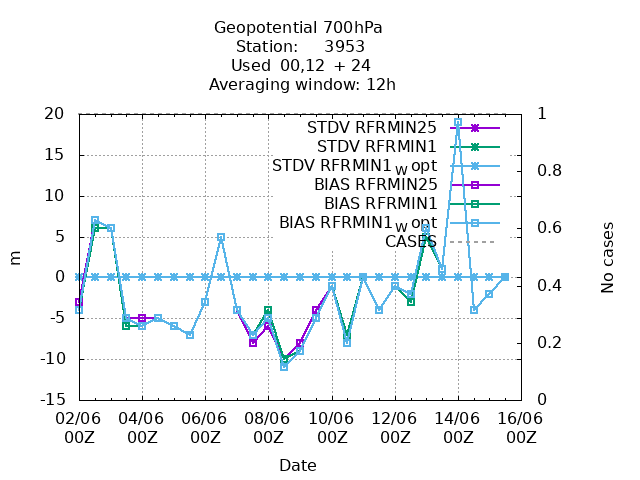 Geopotential 700hPa
Station: 3953
Used 00,12 + 24
Averaging window: 12h
20 1
STDV RFRMIN25
STDV RFRMIN1
15
STDV RFRMIN1w opt
0.8
BIAS RFRMIN25
10
BIAS RFRMIN1
BIAS RFRMIN1w opt
0.6
5 CASES
m No cases
0 0.4
-5
0.2
-10
-15 0
02/06 04/06 06/06 08/06 10/06 12/06 14/06 16/06
00Z 00Z 00Z 00Z 00Z 00Z 00Z 00Z
Date